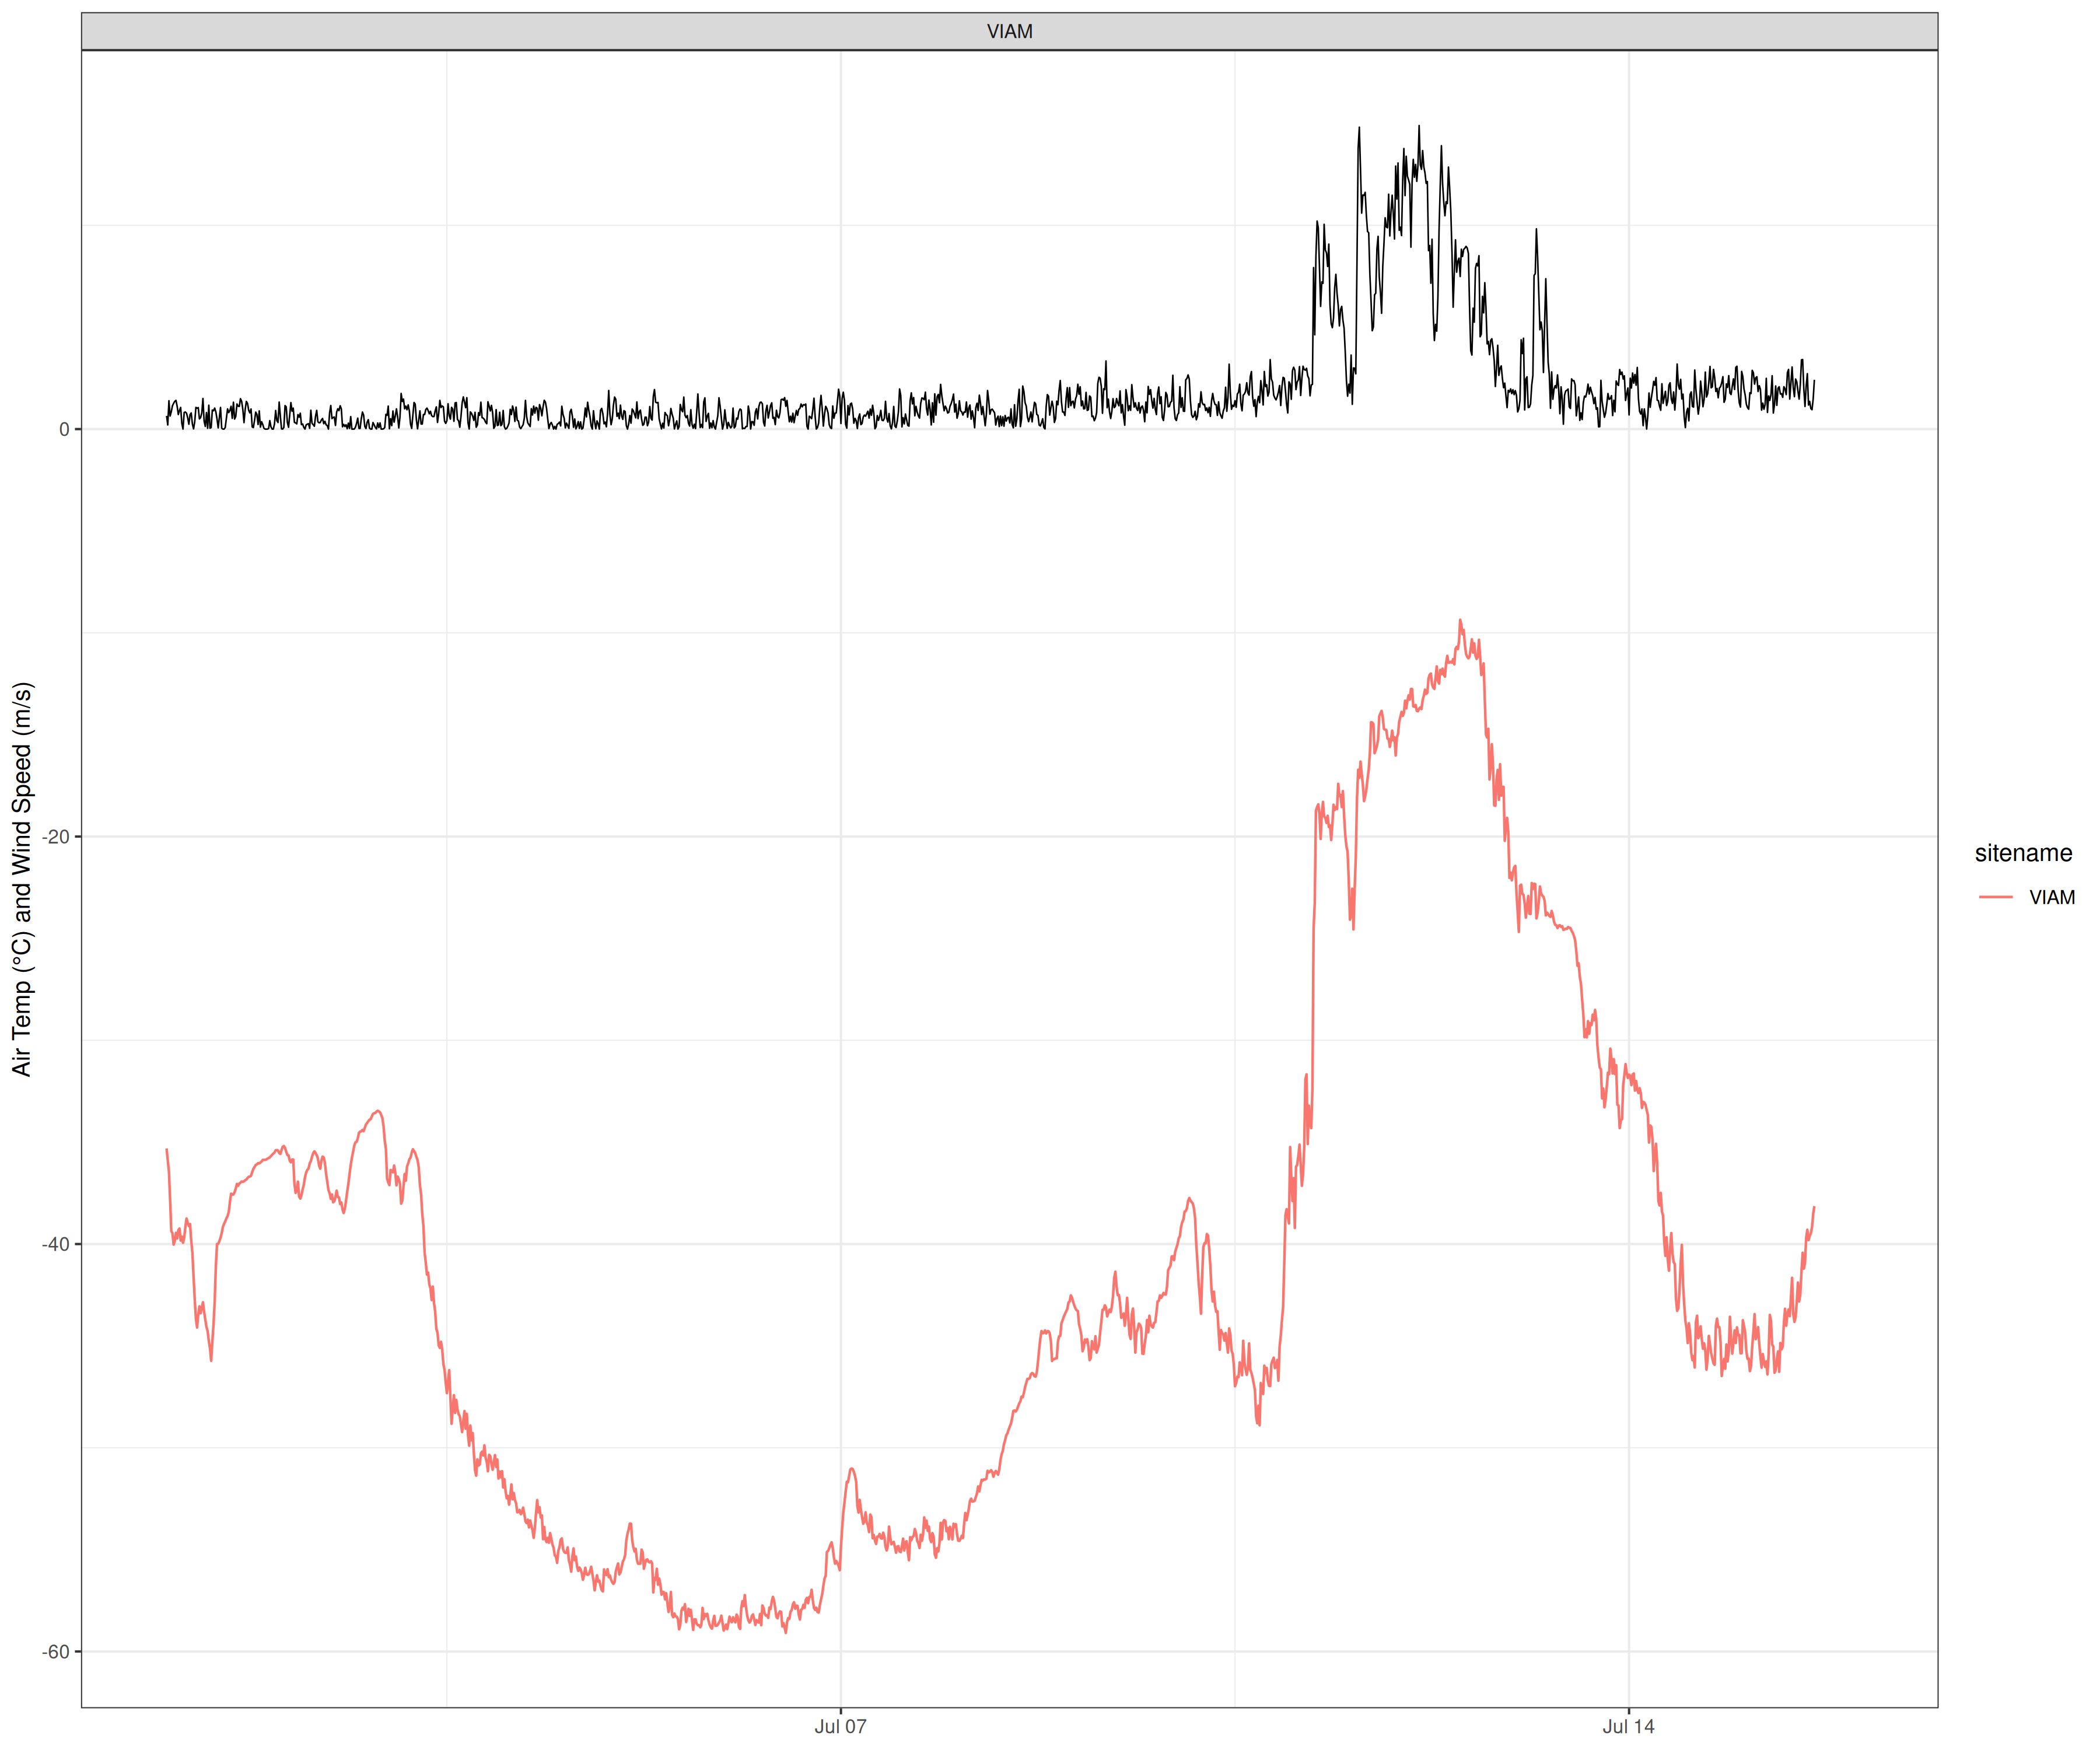 VIAM
Air Temp (°C) and Wind Speed (m/s)
0
-20
-40
-60
Jul 07
Jul 14
sitename
VIAM